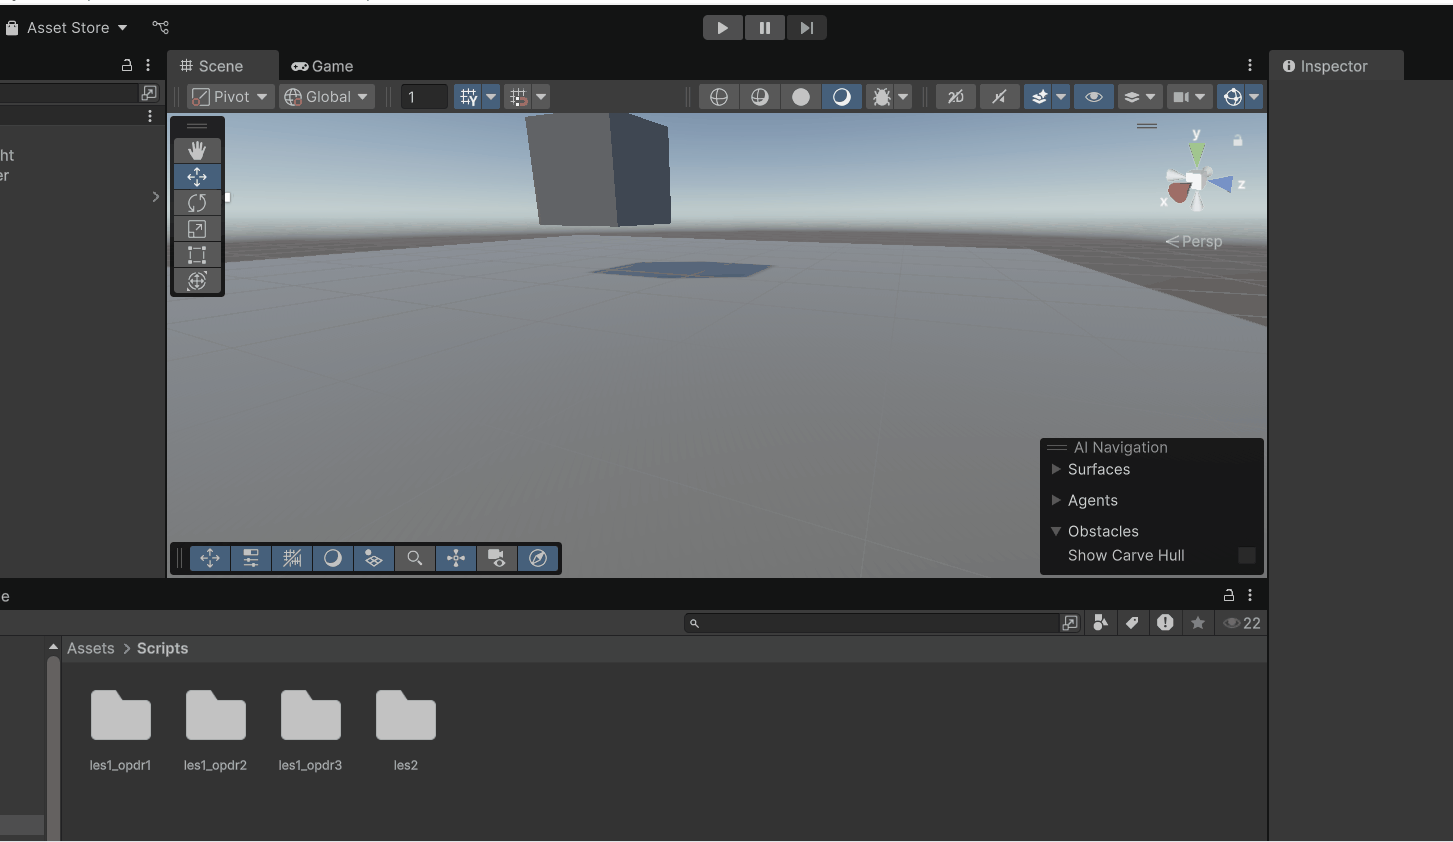 Asset Store
Scene
Game
Inspector
Pivot
Global
1
2D
ht
er
y
z
x
Persp
AI Navigation
Surfaces
Agents
Obstacles
Show Carve Hull
e
22
Assets > Scripts
les1_opdr1
les1_opdr2
les1_opdr3
les2